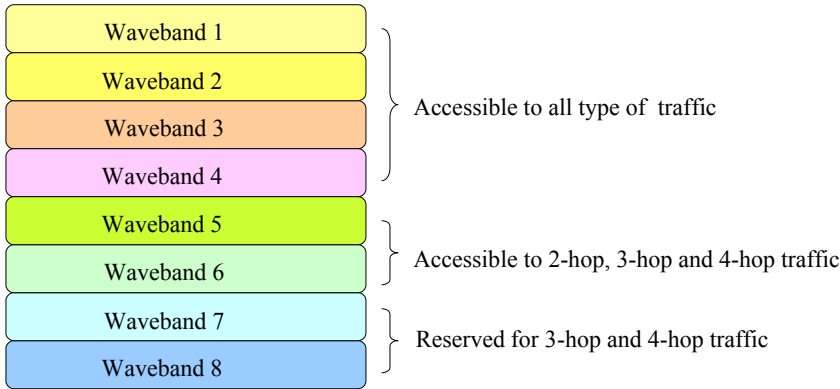 Waveband 1
Waveband 2
Waveband 3
Waveband 4
Accessible to all type of traffic
Waveband 5
Waveband 6
Accessible to 2-hop, 3-hop and 4-hop traffic
Waveband 7
Waveband 8
Reserved for 3-hop and 4-hop traffic